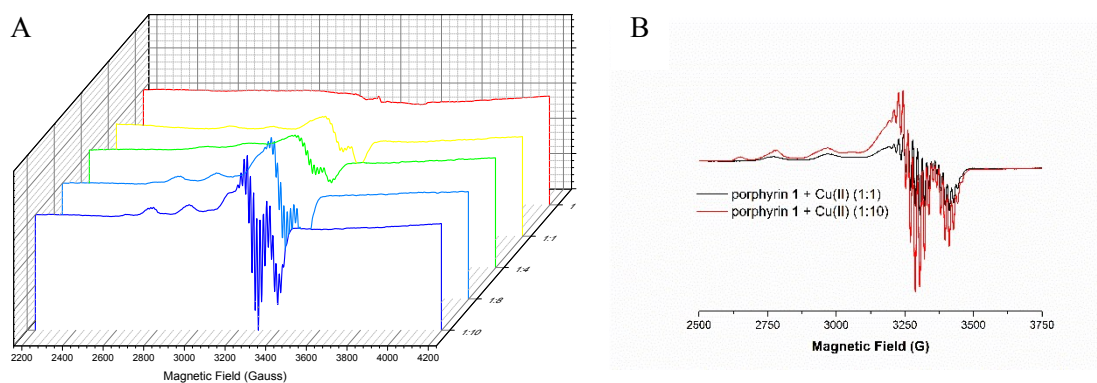 A
1
1:1
1:4
1:8
1:10
2200 2400 2600 2800 3000 3200 3400 3600 3800 4000 4200
Magnetic Field (Gauss)
B
porphyrin 1 + Cu(II) (1:1)
porphyrin 1 + Cu(II) (1:10)
2500 2750 3000 3250 3500 3750
Magnetic Field (G)